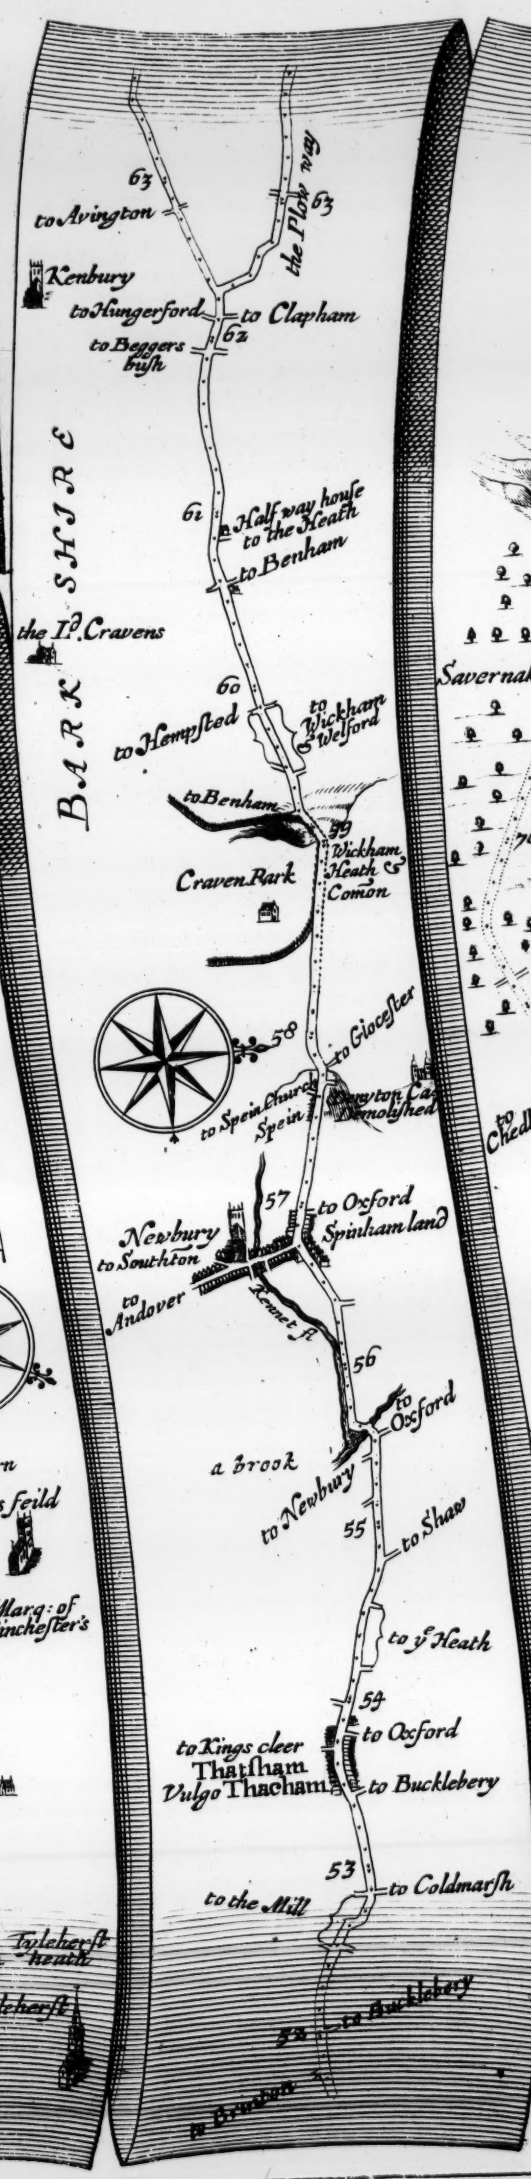 63
63
the Plow way
to Avington
Kenbury
to Hungerford
to Clapham
62
to Beggers
bush
BARK SHIRE
61
Half way house
to the Heath
to Benham
the Ld. Cravens
60
to
Wickham
& Welford
to Hempsted
Savernak
to Benham
59
Wickham
Heath &
Comon
Craven Park
58
to Glocester
to Spein Church
Spein
molished
to
Chedl
57
to Oxford
Newbury
Spinham land
to Southton
to
Andover
Kennet fl
56
to
Oxford
a brook
to Newbury
s feild
55
to Shaw
Marq: of
inchester's
to ye Heath
54
to Oxford
to Kings cleer
Thatsham
Vulgo Thacham
to Bucklebery
53
to Coldmarsh
to the Mill
Tyleherst
heath
leherst
52
to Bucklebery
to Brinton